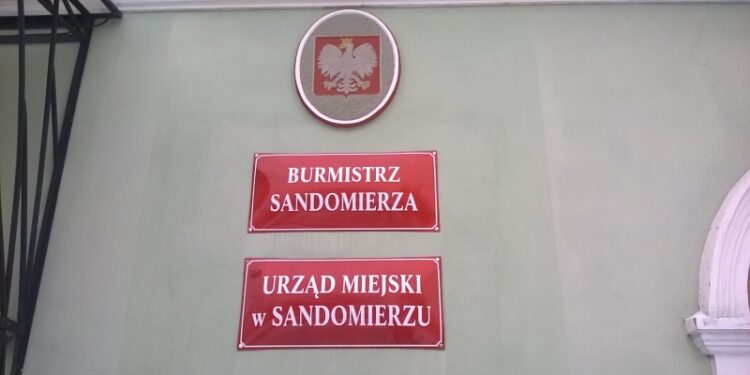 BURMISTRZ
SANDOMIERZA
URZĄD MIEJSKI
w SANDOMIERZU